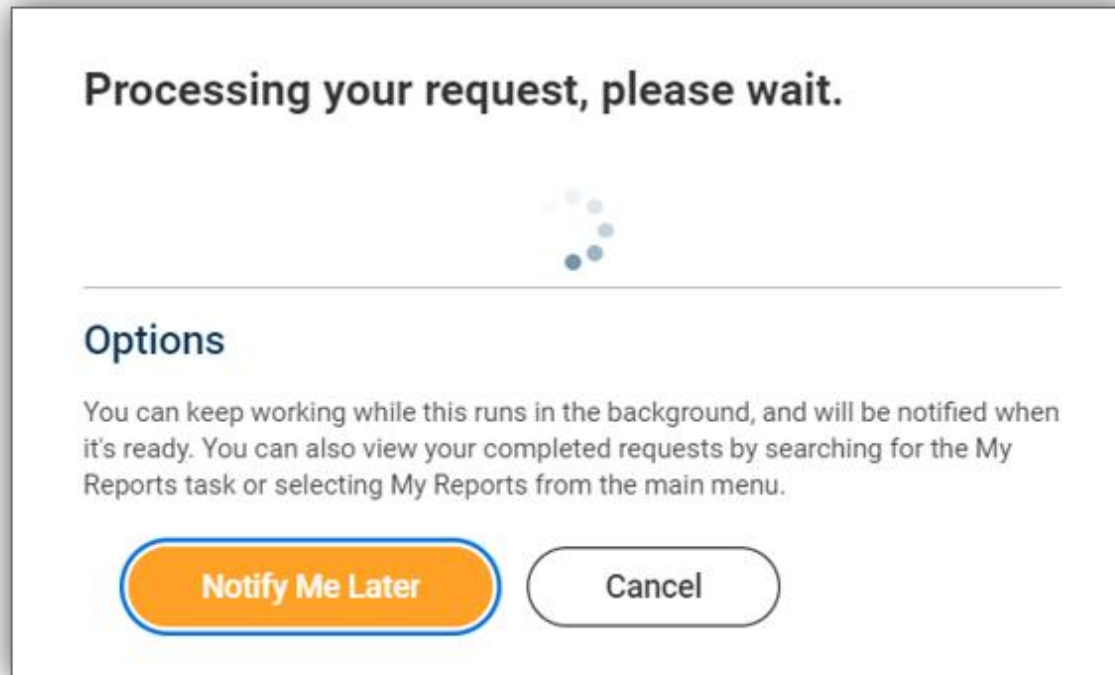 Processing your request, please wait.
Options
You can keep working while this runs in the background, and will be notified when
it's ready. You can also view your completed requests by searching for the My
Reports task or selecting My Reports from the main menu.
Notify Me Later
Cancel